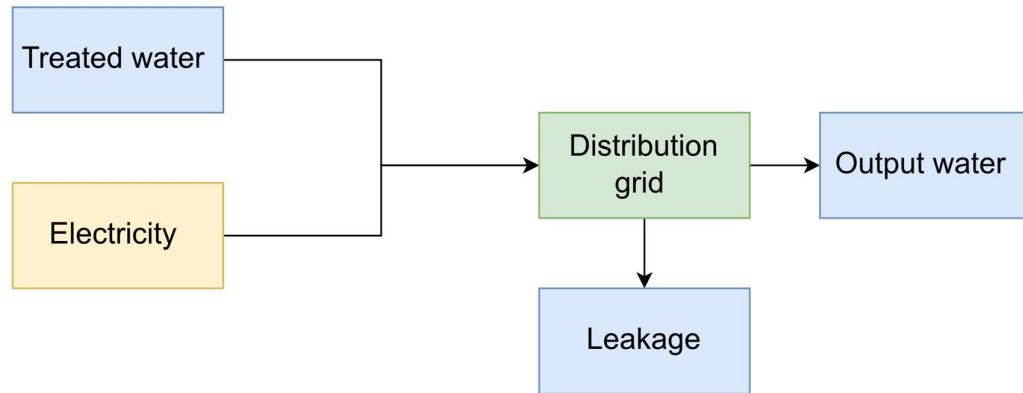 Treated water
Electricity
Distribution
grid
Output water
Leakage